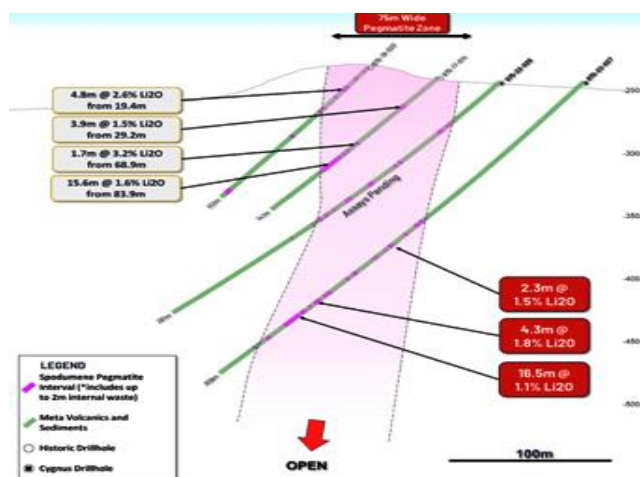 75m Wide
Pegmatite Zone
4.8m @ 2.6% Li2O
from 19.4m
3.9m @ 1.5% Li2O
from 29.2m
1.7m @ 3.2% Li2O
from 68.9m
15.6m @ 1.6% Li2O
from 83.9m
-250
-300
-350
-400
-450
-500
Assays Pending
2.3m @
1.5% Li2O
4.3m @
1.8% Li2O
16.5m @
1.1% Li2O
LEGEND
Spodumene Pegmatite
Interval (*includes up
to 2m internal waste)
Meta Volcanics and
Sediments
Historic Drillhole
Cygnus Drillhole
OPEN
100m